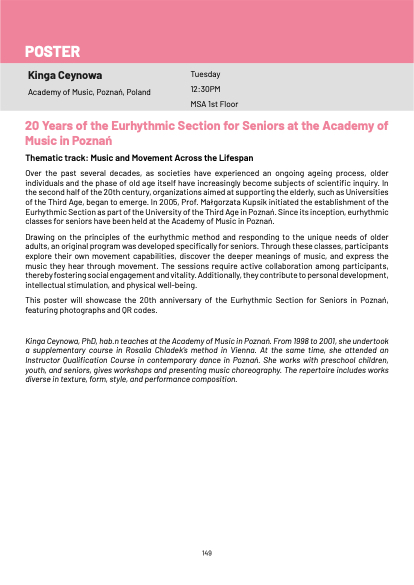 POSTER
Kinga Ceynowa
Academy of Music, Poznań, Poland
Tuesday
12:30PM
MSA 1st Floor
20 Years of the Eurhythmic Section for Seniors at the Academy of
Music in Poznań
Thematic track: Music and Movement Across the Lifespan
Over the past several decades, as societies have experienced an ongoing ageing process, older
individuals and the phase of old age itself have increasingly become subjects of scientific inquiry. In
the second half of the 20th century, organizations aimed at supporting the elderly, such as Universities
of the Third Age, began to emerge. In 2005, Prof. Małgorzata Kupsik initiated the establishment of the
Eurhythmic Section as part of the University of the Third Age in Poznań. Since its inception, eurhythmic
classes for seniors have been held at the Academy of Music in Poznań.
Drawing on the principles of the eurhythmic method and responding to the unique needs of older
adults, an original program was developed specifically for seniors. Through these classes, participants
explore their own movement capabilities, discover the deeper meanings of music, and express the
music they hear through movement. The sessions require active collaboration among participants,
thereby fostering social engagement and vitality. Additionally, they contribute to personal development,
intellectual stimulation, and physical well-being.
This poster will showcase the 20th anniversary of the Eurhythmic Section for Seniors in Poznań,
featuring photographs and QR codes.
Kinga Ceynowa, PhD, hab.n teaches at the Academy of Music in Poznań. From 1998 to 2001, she undertook
a supplementary course in Rosalia Chladek's method in Vienna. At the same time, she attended an
Instructor Qualification Course in contemporary dance in Poznań. She works with preschool children,
youth, and seniors, gives workshops and presenting music choreography. The repertoire includes works
diverse in texture, form, style, and performance composition.
149